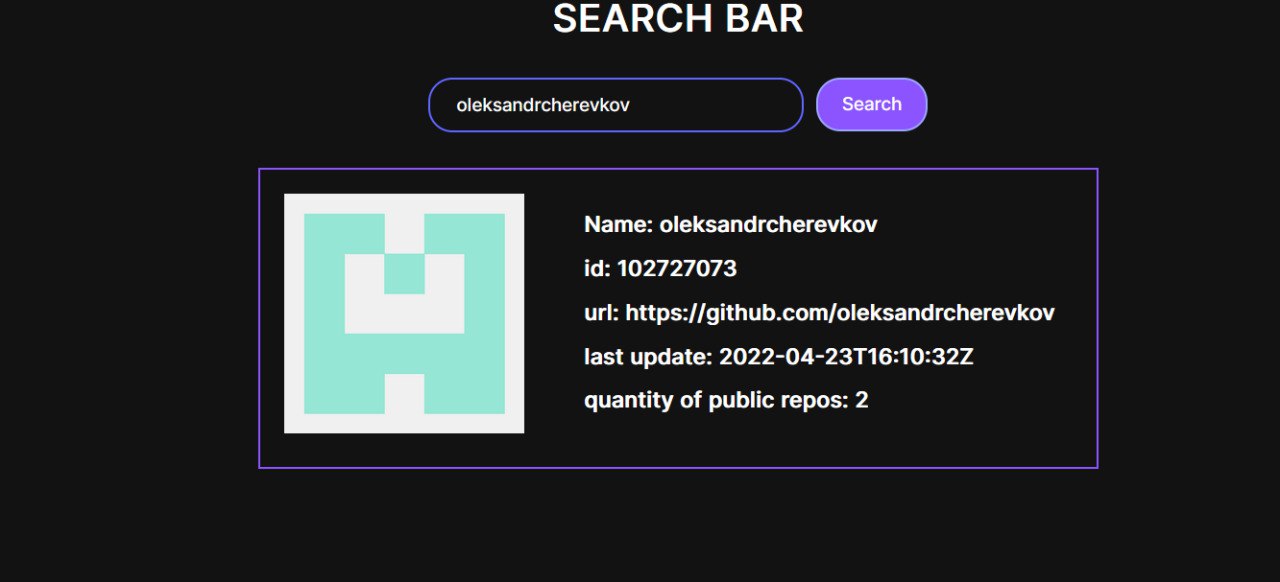 SEARCH BAR
oleksandrcherevkov
Search
Name: oleksandrcherevkov
id: 102727073
url: https://github.com/oleksandrcherevkov
last update: 2022-04-23T16:10:32Z
quantity of public repos: 2